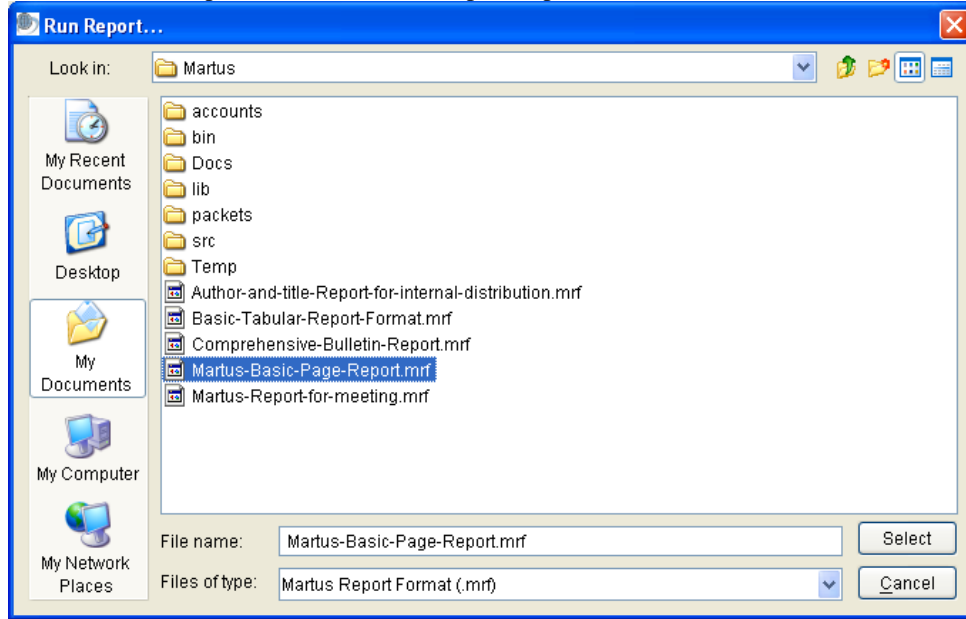 Run Report...
Look in:
Martus
My Recent
Documents
Desktop
My
Documents
My Computer
My Network
Places
accounts
bin
Docs
lib
packets
src
Temp
Author-and-title-Report-for-internal-distribution.mrf
Basic-Tabular-Report-Format.mrf
Comprehensive-Bulletin-Report.mrf
Martus-Basic-Page-Report.mrf
Martus-Report-for-meeting.mrf
File name:
Martus-Basic-Page-Report.mrf
Select
Files of type:
Martus Report Format (.mrf)
Cancel